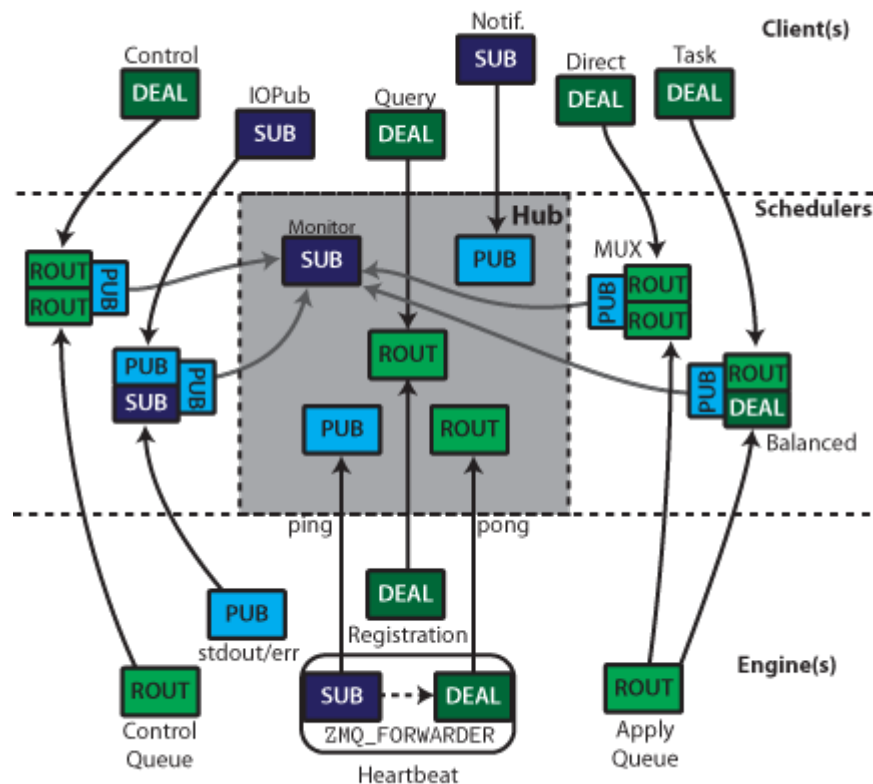 Notif.
Client(s)
Control
SUB
Direct
Task
DEAL
IOPub
Query
DEAL
DEAL
SUB
DEAL
Hub
Schedulers
Monitor
SUB
PUB
MUX
ROUT
ROUT
PUB
PUB
ROUT
ROUT
PUB
SUB
PUB
ROUT
PUB
ROUT
DEAL
PUB
ROUT
Balanced
ping
pong
DEAL
PUB
Registration
stdout/err
Engine(s)
ROUT
SUB
DEAL
ROUT
Control
Queue
ZMQ_FORWARDER
Apply
Queue
Heartbeat